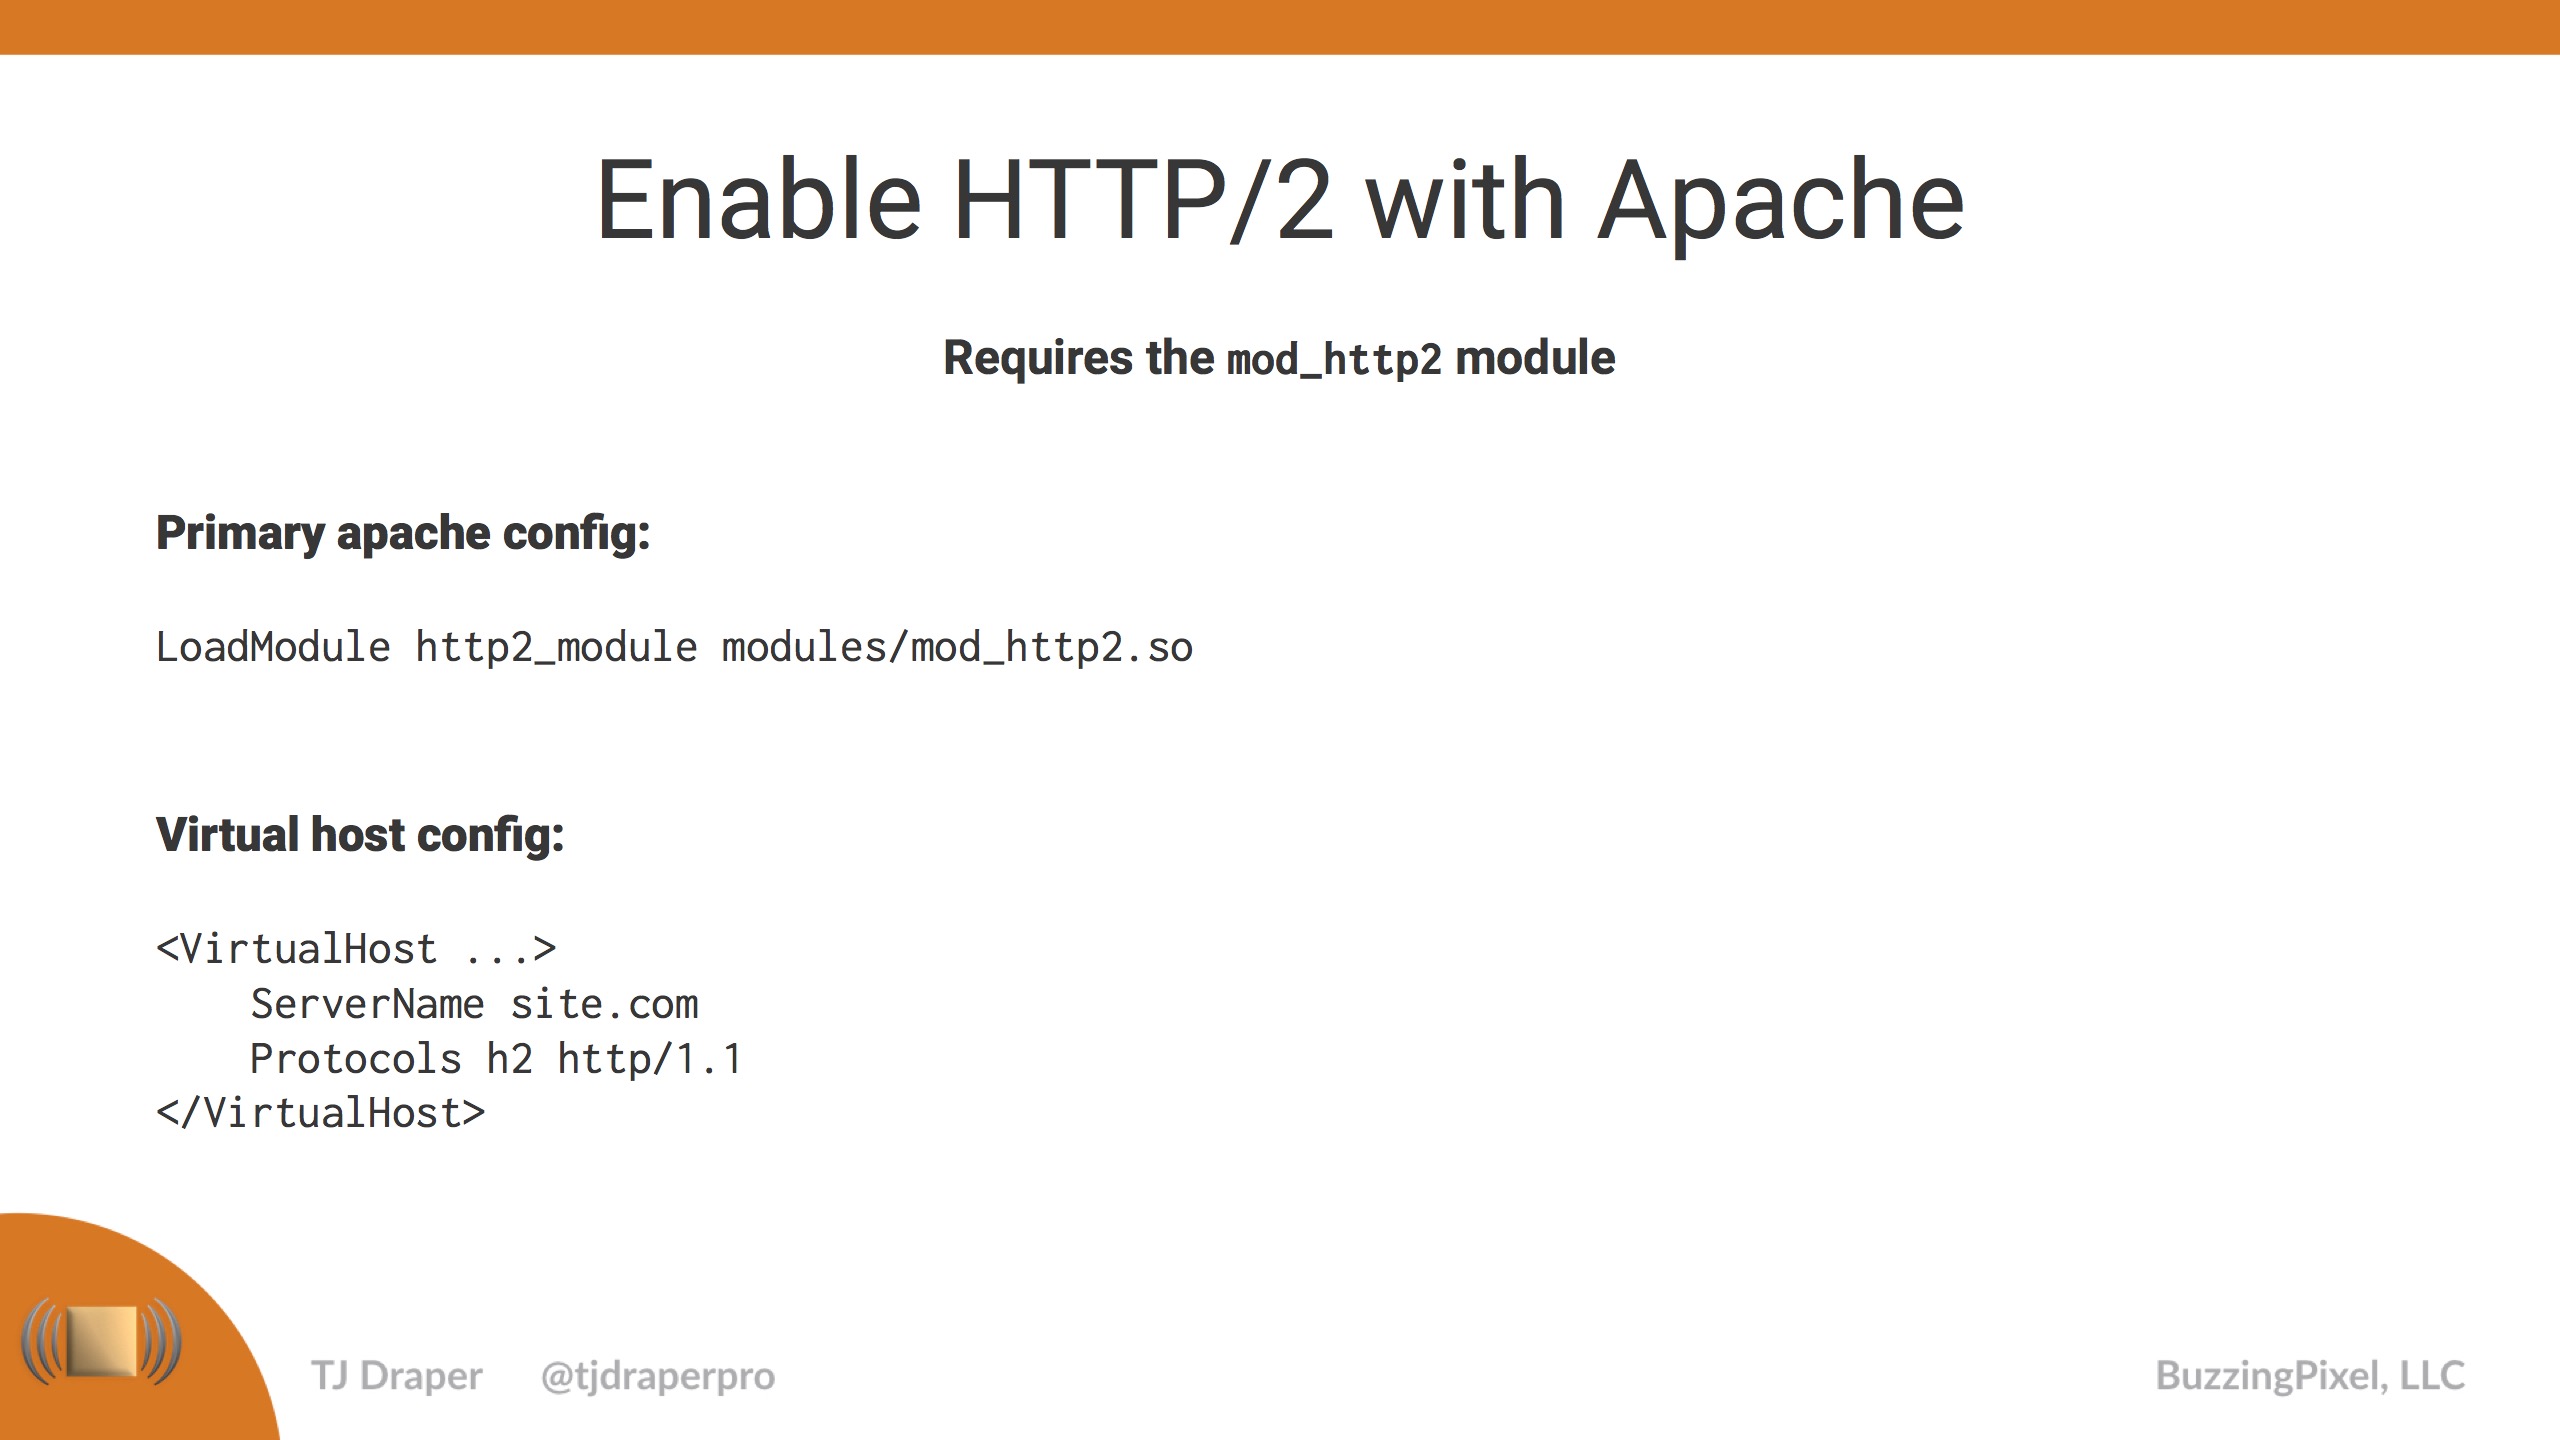 Enable HTTP/2 with Apache
Requires the mod_http2 module
Primary apache config:
LoadModule http2_module modules/mod_http2.so
Virtual host config:
<VirtualHost ...>
    ServerName site.com
    Protocols h2 http/1.1
</VirtualHost>
TJ Draper @tjdraperpro BuzzingPixel, LLC